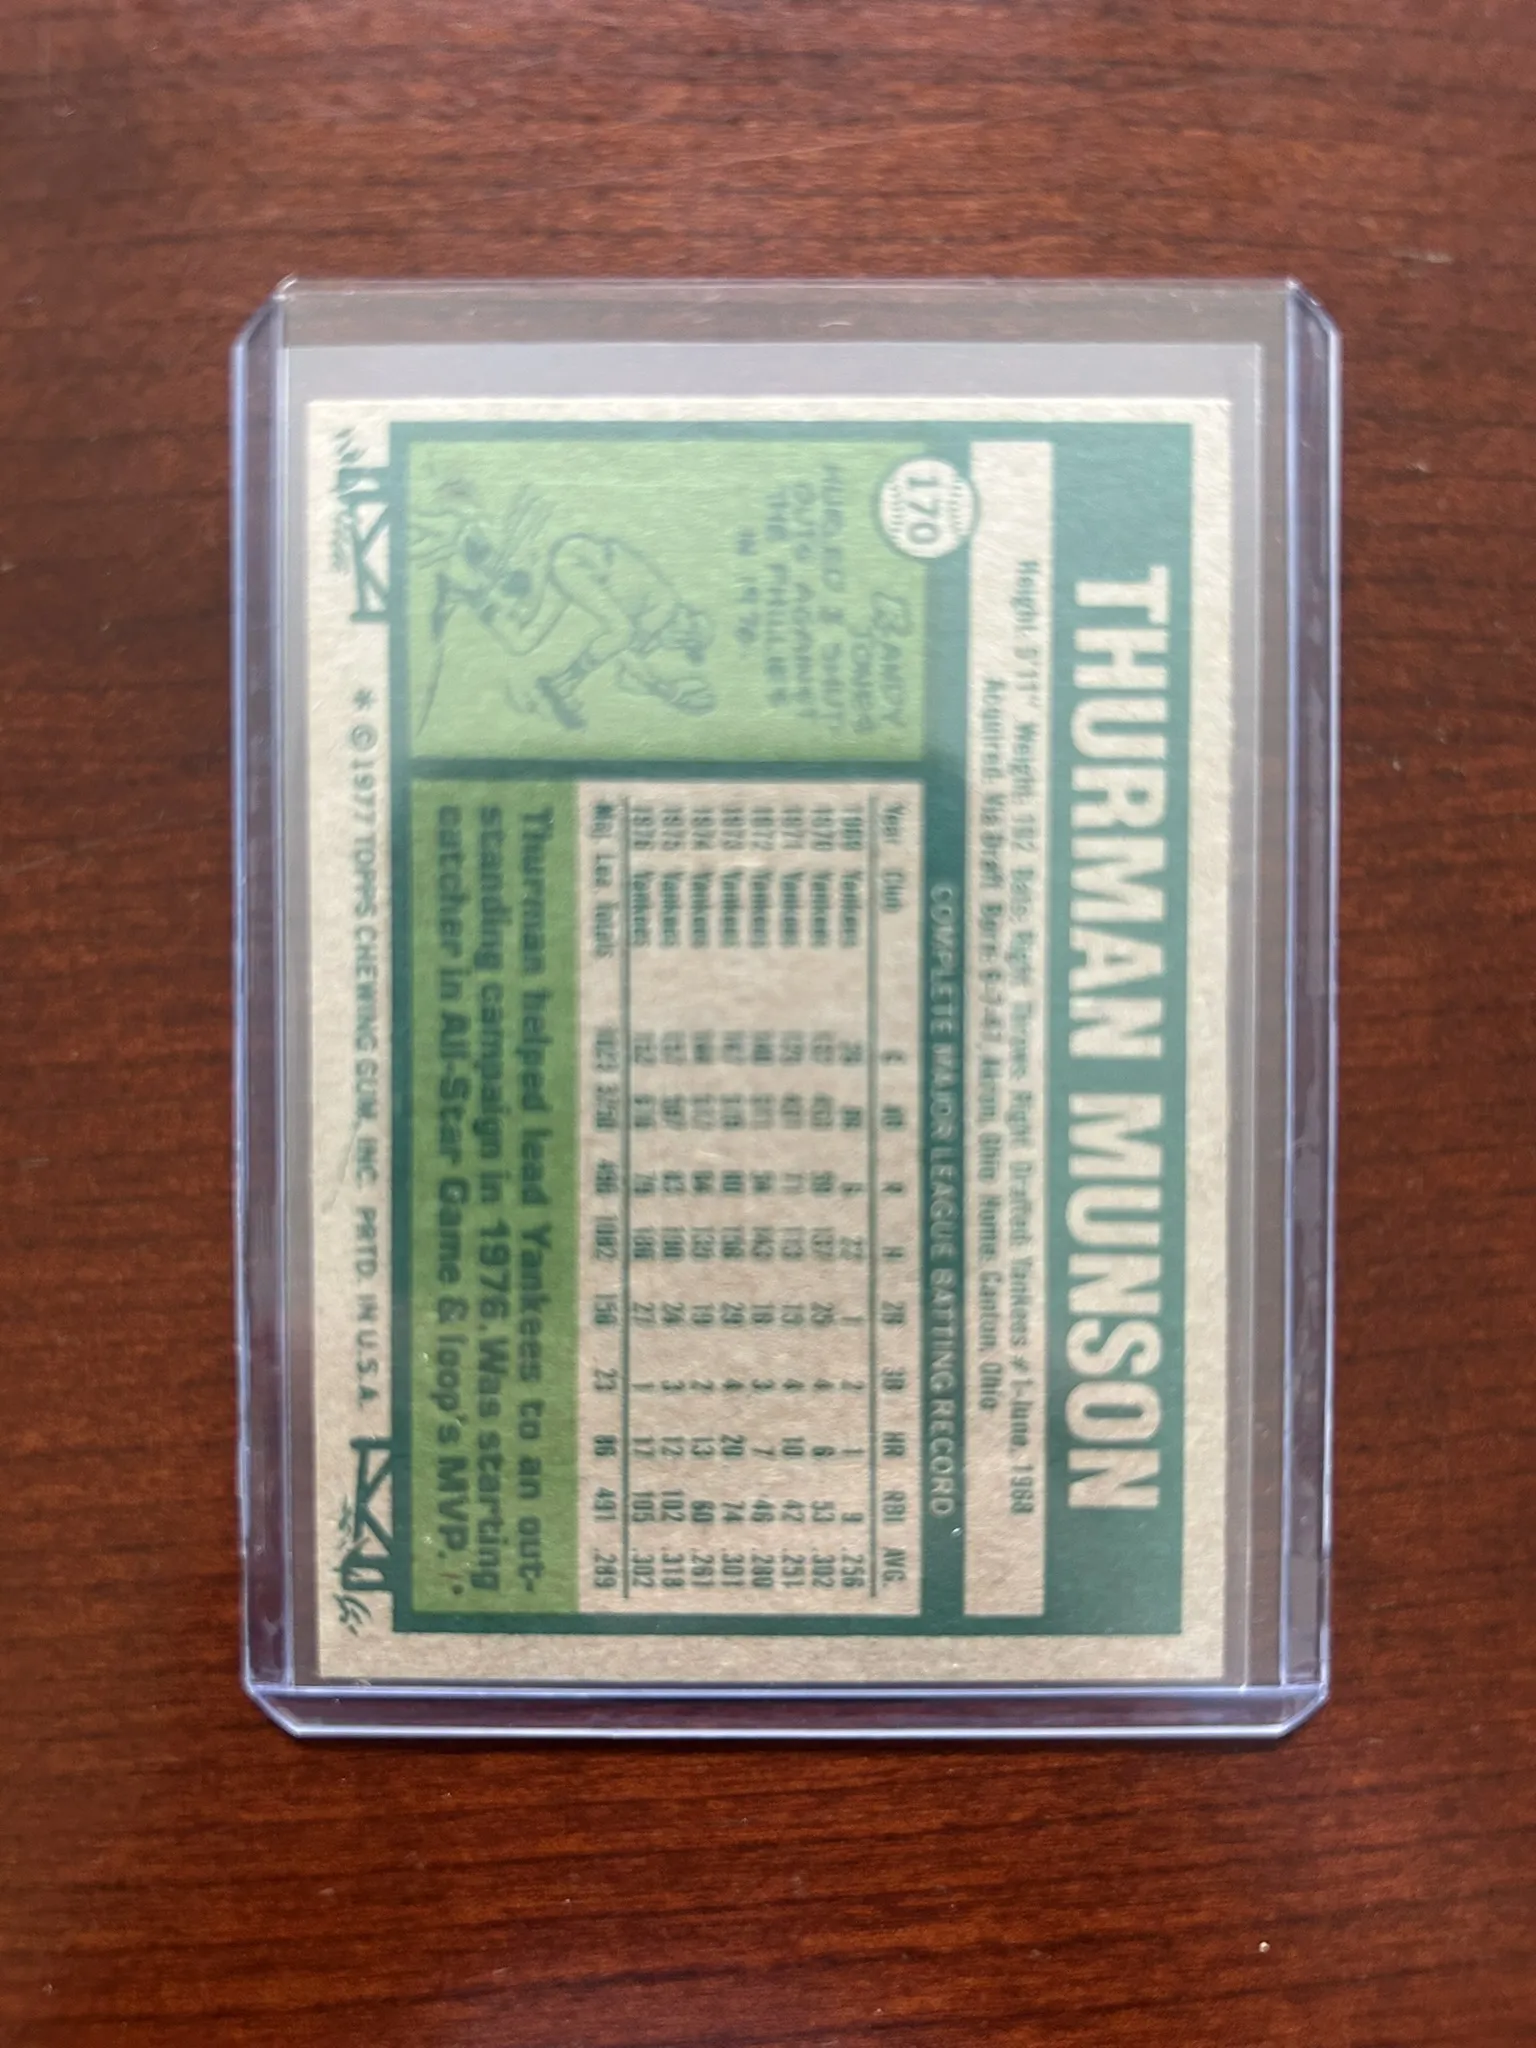 THURMAN MUNSON
170
Height: 5'11" Weight: 192 Bats: Right Throws: Right Drafted: Yankees #1-June, 1968
Acquired: Via Draft Born: 6-7-47, Akron, Ohio Home: Canton, Ohio
COMPLETE MAJOR LEAGUE BATTING RECORD
RANDY
JONES
HURLED 3 SHUT
OUTS AGAINST
THE PHILLIES
IN 1976.
Year Club G AB R H 2B 3B HR RBI AVG.
1969 Yankees 26 86 6 22 1 2 1 9 .256
1970 Yankees 132 453 59 137 25 4 6 53 .302
1971 Yankees 125 451 71 113 15 4 10 42 .251
1972 Yankees 140 511 54 143 16 3 7 46 .280
1973 Yankees 147 519 80 156 29 4 20 74 .301
1974 Yankees 144 517 64 135 19 2 13 60 .261
1975 Yankees 157 597 83 190 24 3 12 102 .318
1976 Yankees 152 616 79 186 27 1 17 105 .302
Maj. Lea. Totals 1023 3750 496 1082 156 23 86 491 .289
Thurman helped lead Yankees to an out-
standing campaign in 1976. Was starting
catcher in All-Star Game & loop's MVP.
* © 1977 TOPPS CHEWING GUM, INC. PRTD. IN U.S.A.